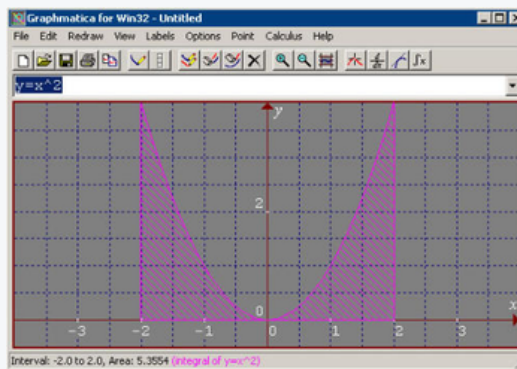 Graphmatica for Win32 - Untitled
File Edit Redraw View Labels Options Point Calculus Help
y=x^2
y
2
0
x
-3 -2 -1 0 1 2 3
Interval: -2.0 to 2.0, Area: 5.3554 (integral of y=x^2)